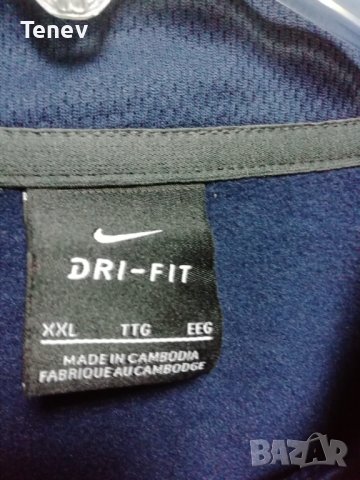 Tenev
DRI-FIT
XXL TTG EEG
MADE IN CAMBODIA
FABRIQUE AU CAMBODGE
BAZAR